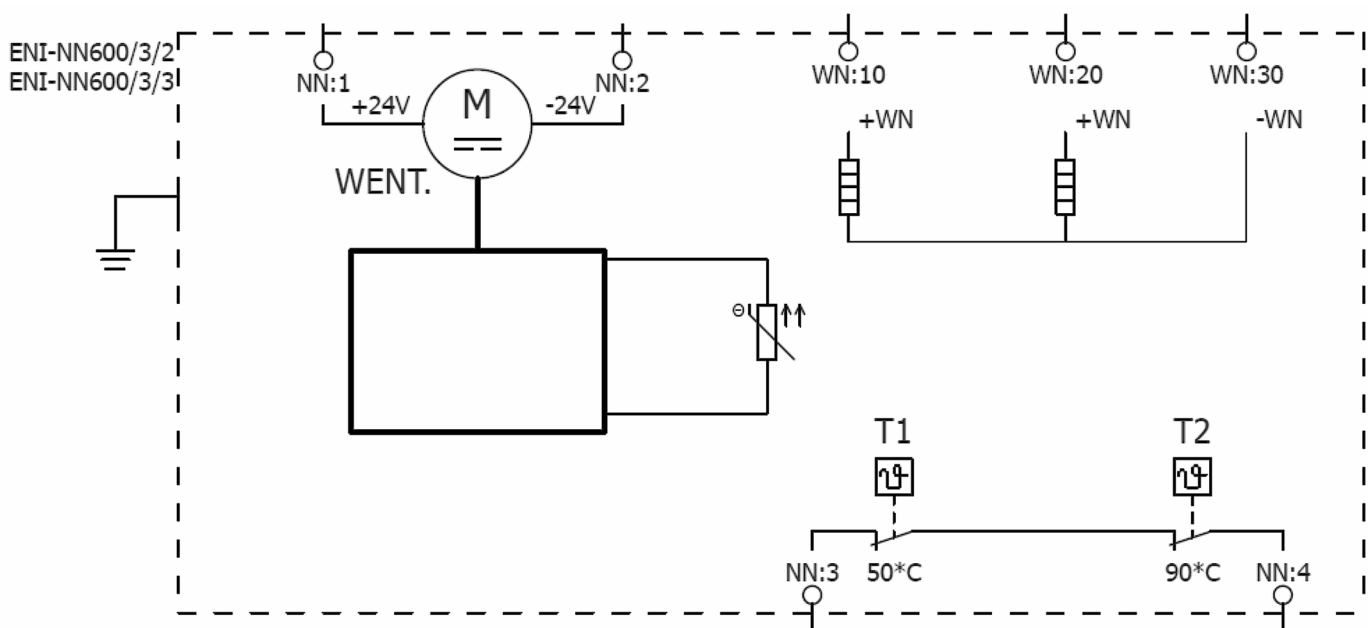 ENI-NN600/3/2
ENI-NN600/3/3
NN:1
NN:2
WN:10
WN:20
WN:30
+24V
M
-24V
+WN
+WN
-WN
WENT.
Θ
T1
T2
ϑ
ϑ
NN:3
50*C
90*C
NN:4